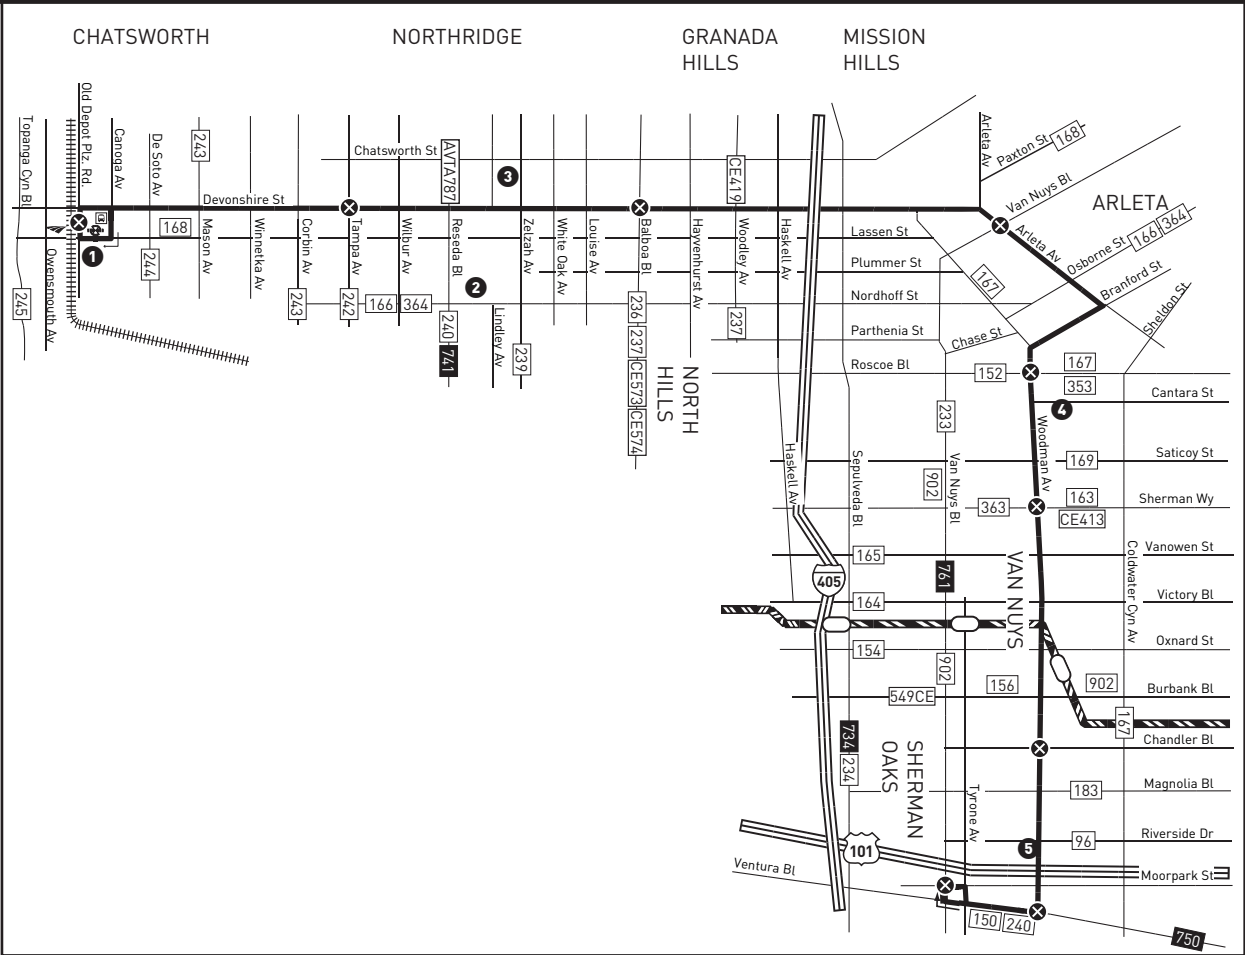 CHATSWORTH
NORTHRIDGE
GRANADA
HILLS
MISSION
HILLS
Topanga Cyn Bl
Old Depot Plz. Rd.
Canoga Av
De Soto Av
243
Chatsworth St
AVTA787
3
CE419
Arleta Av
Paxton St
168
Van Nuys Bl
ARLETA
Devonshire St
168
Mason Av
Winnetka Av
Corbin Av
Tampa Av
Wilbur Av
Reseda Bl
Zelzah Av
White Oak Av
Louise Av
Balboa Bl
Hayvenhurst Av
Woodley Av
Haskell Av
Lassen St
Arleta Av
Osborne St
166
364
1
Owensmouth Av
244
Plummer St
167
Branford St
Sheldon St
2
245
243
242
166
364
240
741
Lindley Av
239
236
237
CE573
CE574
237
Nordhoff St
Parthenia St
Chase St
NORTH
HILLS
Roscoe Bl
152
167
353
Cantara St
4
233
Woodman Av
Haskell Av
Sepulveda Bl
902
Van Nuys Bl
169
Saticoy St
363
163
CE413
Sherman Wy
165
Vanowen St
Coldwater Cyn Av
405
761
VAN NUYS
164
Victory Bl
154
Oxnard St
902
156
902
549CE
Burbank Bl
167
734
234
SHERMAN
OAKS
Chandler Bl
Tyrone Av
183
Magnolia Bl
5
96
Riverside Dr
101
Ventura Bl
Moorpark St
150
240
750